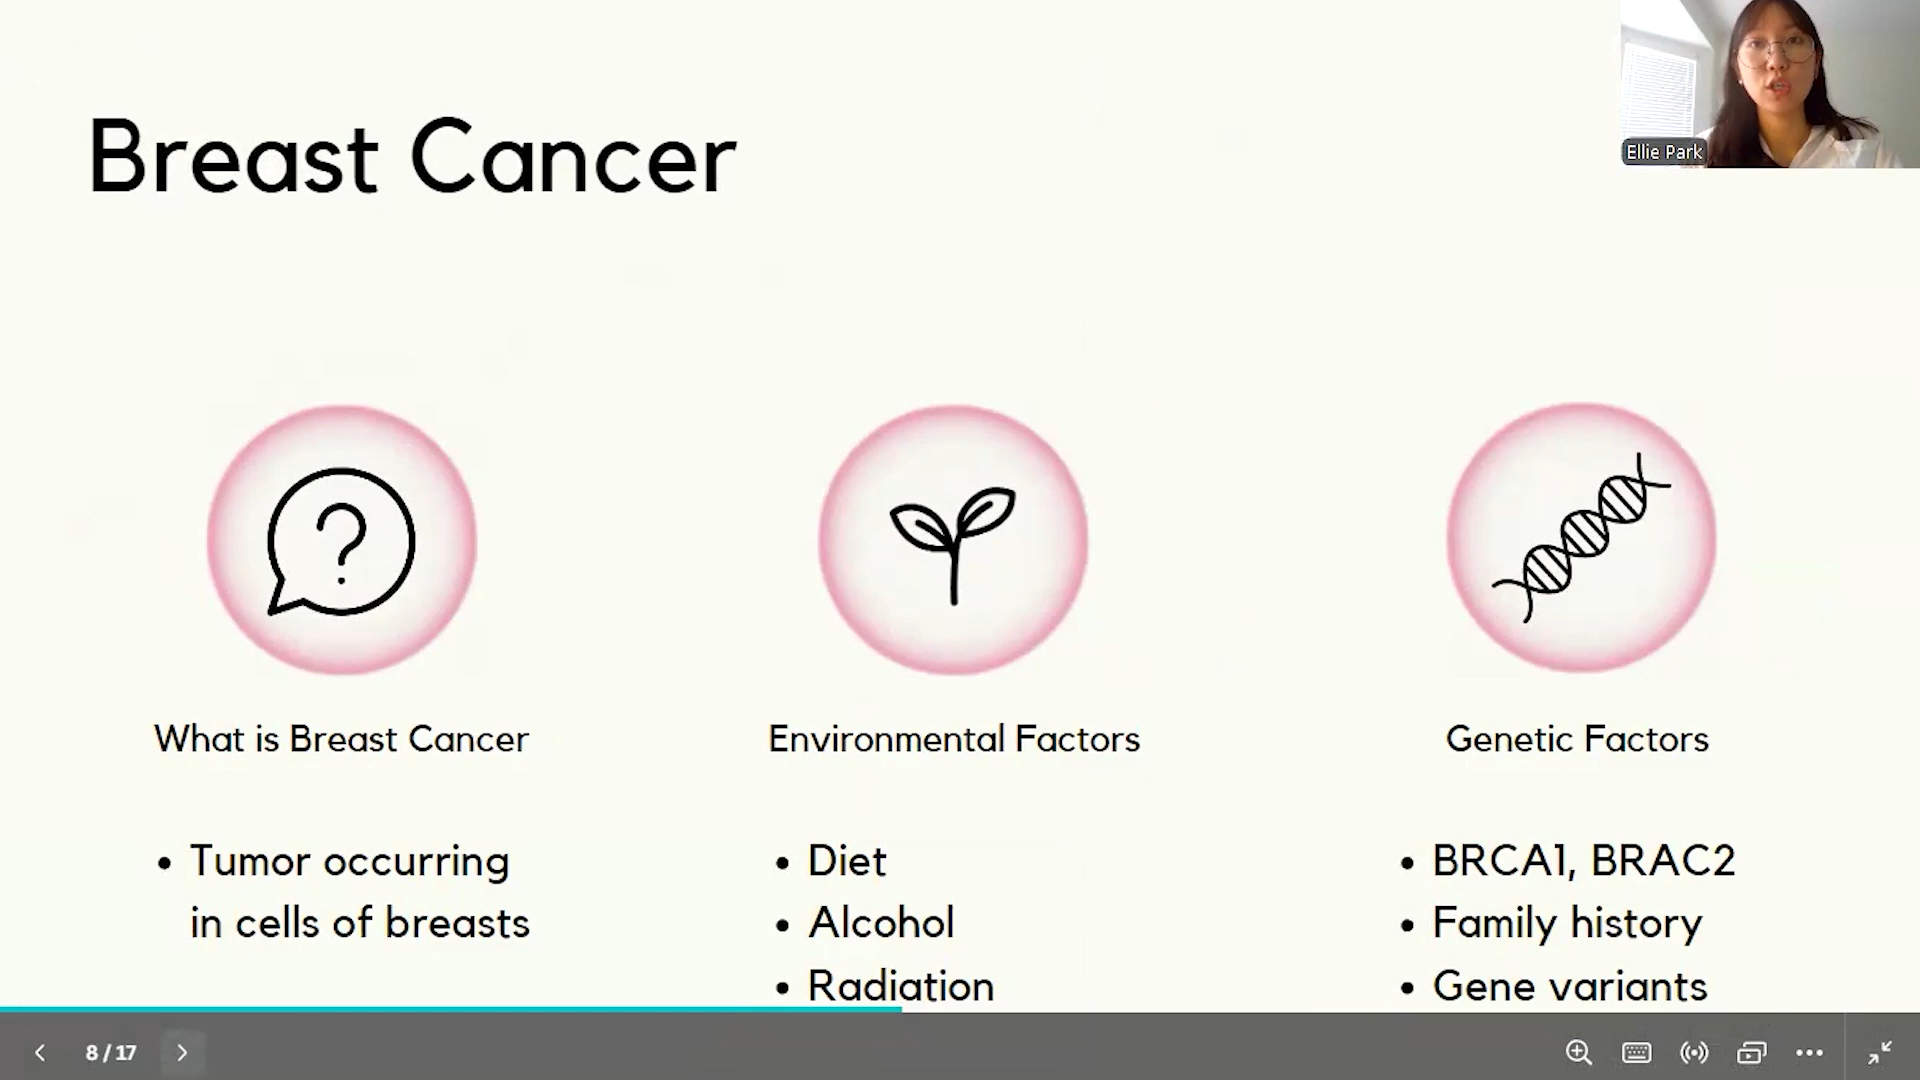 Breast Cancer
Ellie Park
What is Breast Cancer
Tumor occurring
in cells of breasts
Environmental Factors
Diet
Alcohol
Radiation
Genetic Factors
BRCA1, BRAC2
Family history
Gene variants
8 / 17